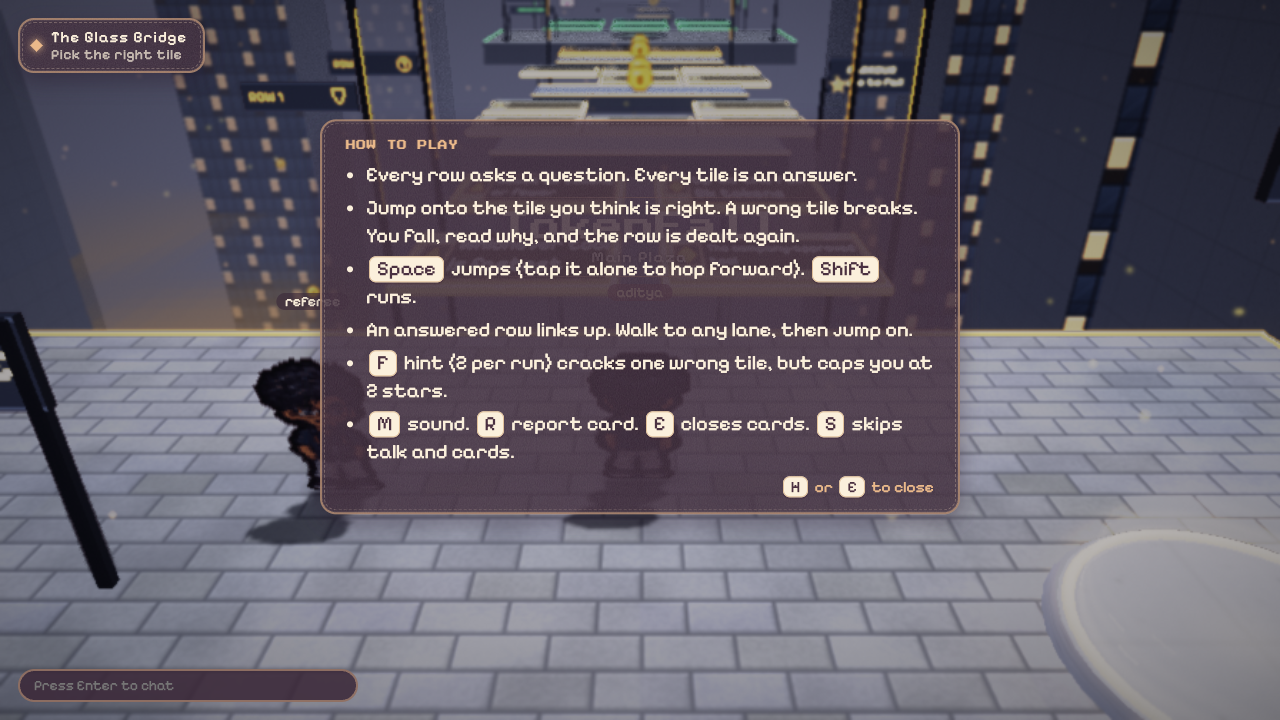 The Glass Bridge
Pick the right tile
ROW 1
HOW TO PLAY
• Every row asks a question. Every tile is an answer.
• Jump onto the tile you think is right. A wrong tile breaks.
You fall, read why, and the row is dealt again.
• Space Jumps (tap it alone to hop forward). Shift
runs.
• An answered row links up. Walk to any lane, then Jump on.
• F hint (2 per run) cracks one wrong tile, but caps you at
2 stars.
• M sound. R report card. E closes cards. S skips
talk and cards.
H or E to close
Main Plaza
aditya
Press Enter to chat